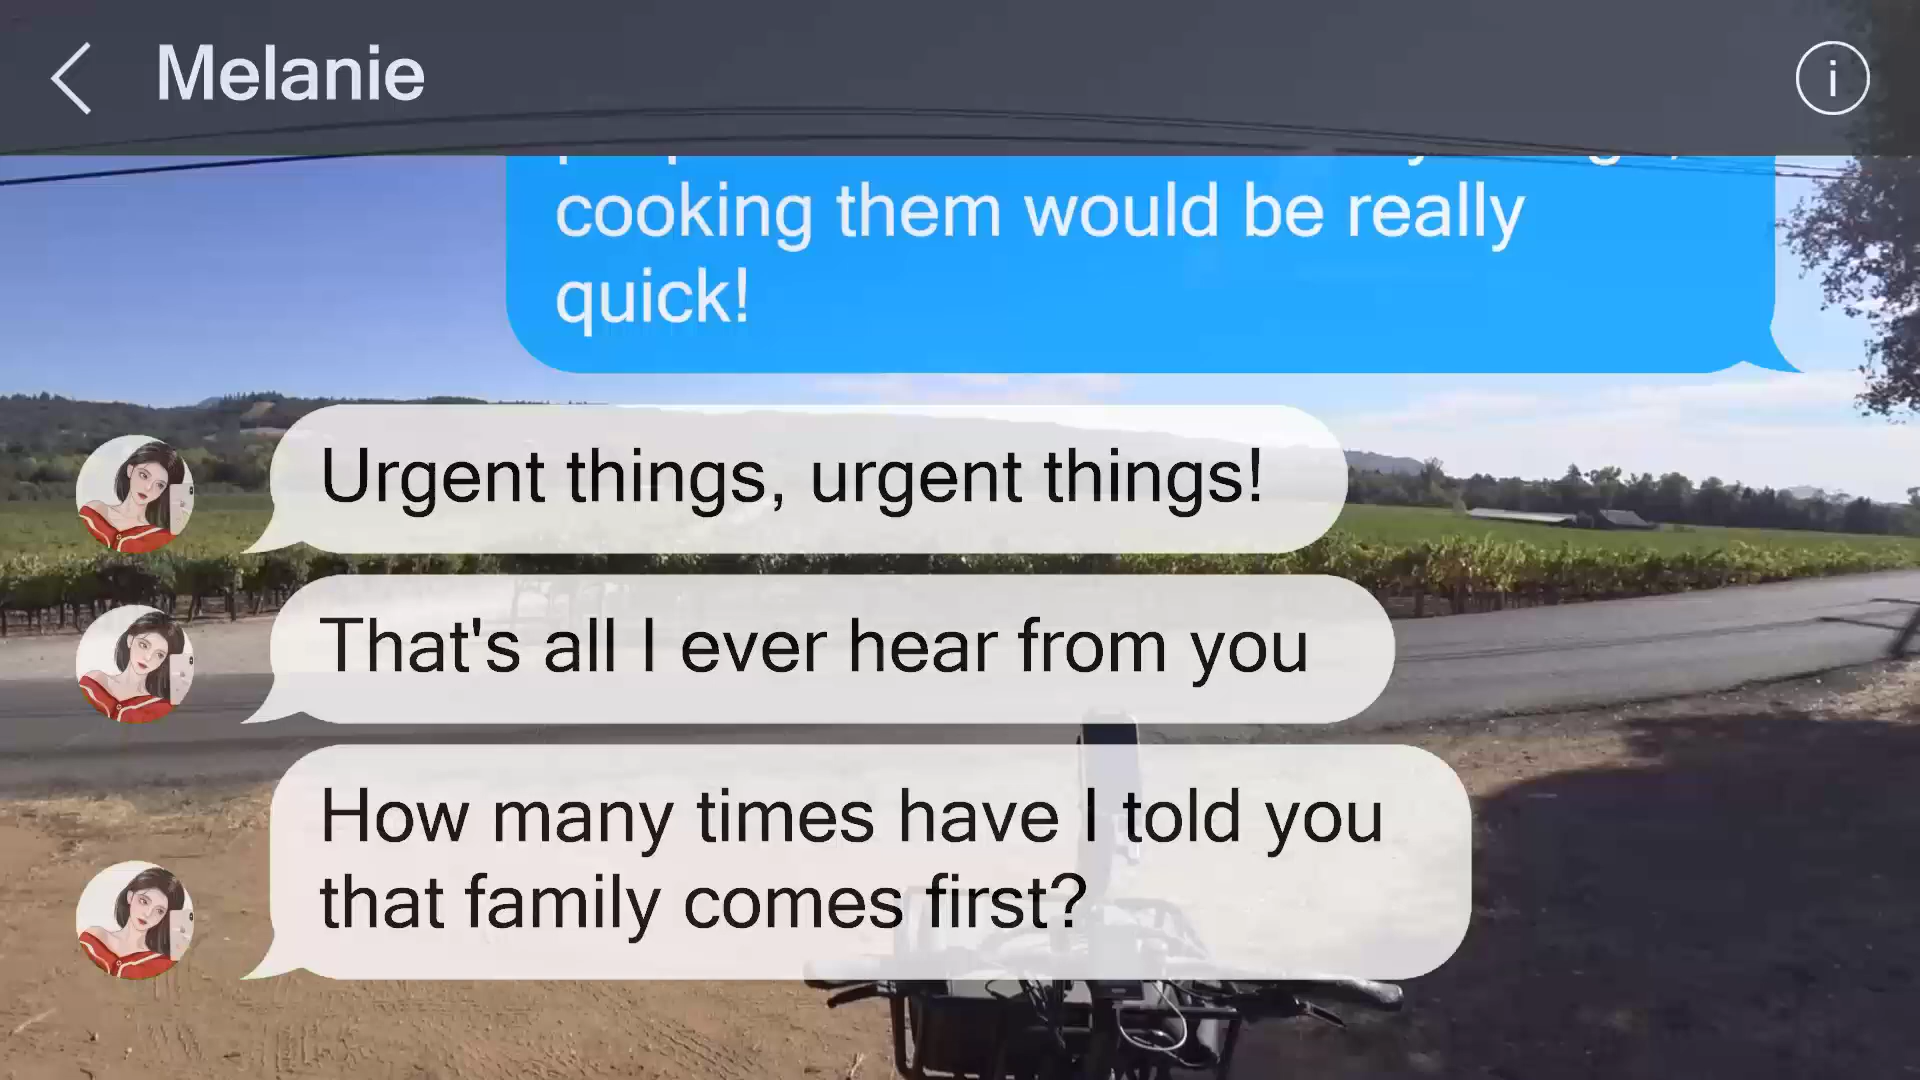 Melanie
cooking them would be really
quick!
Urgent things, urgent things!
That's all I ever hear from you
How many times have I told you
that family comes first?